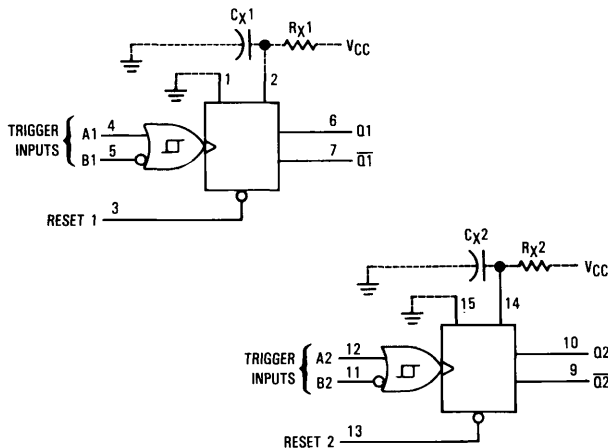 CX1
RX1
VCC
1
2
TRIGGER INPUTS
A1
4
B1
5
6
Q1
7
Q1
RESET 1
3
CX2
RX2
VCC
15
14
TRIGGER INPUTS
A2
12
B2
11
10
Q2
9
Q2
RESET 2
13